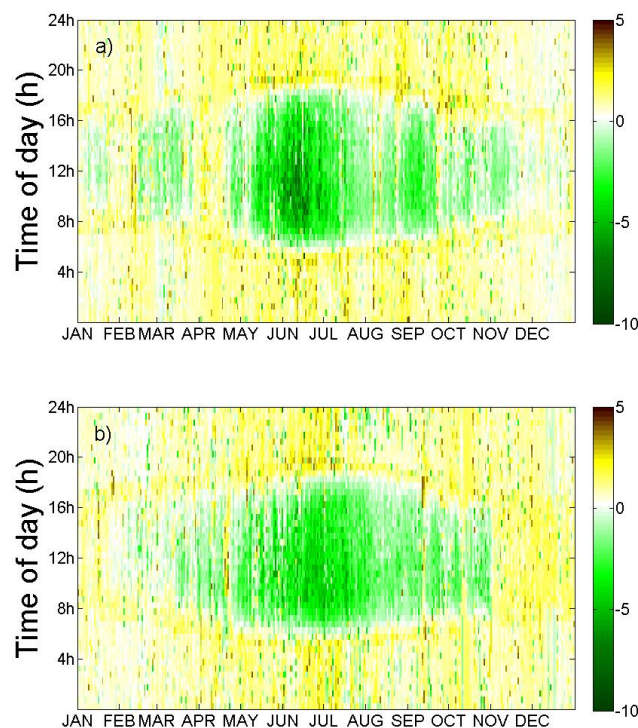 24h
20h
16h
12h
8h
4h
Time of day (h)
a)
JAN FEB MAR APR MAY JUN JUL AUG SEP OCT NOV DEC
5
0
-5
-10
24h
20h
16h
12h
8h
4h
Time of day (h)
b)
JAN FEB MAR APR MAY JUN JUL AUG SEP OCT NOV DEC
5
0
-5
-10